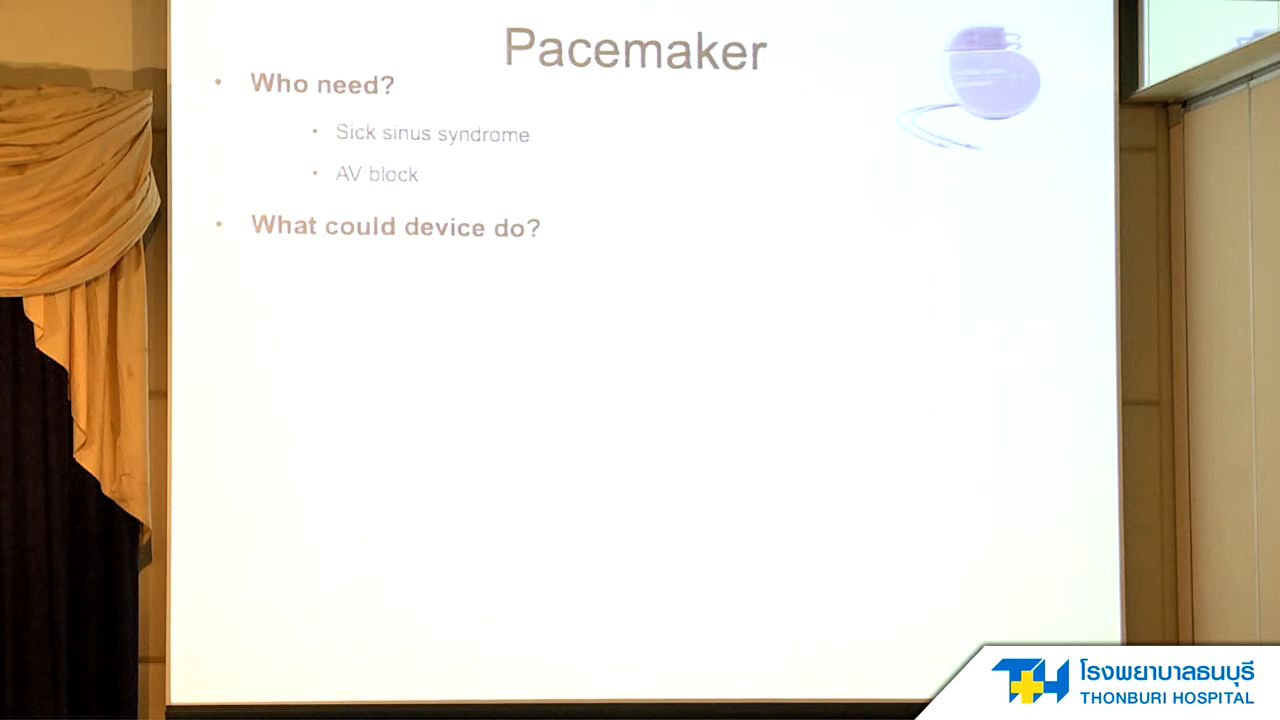 Pacemaker
• Who need?
• Sick sinus syndrome
• AV block
• What could device do?
TH
โรงพยาบาลธนบุรี
THONBURI HOSPITAL